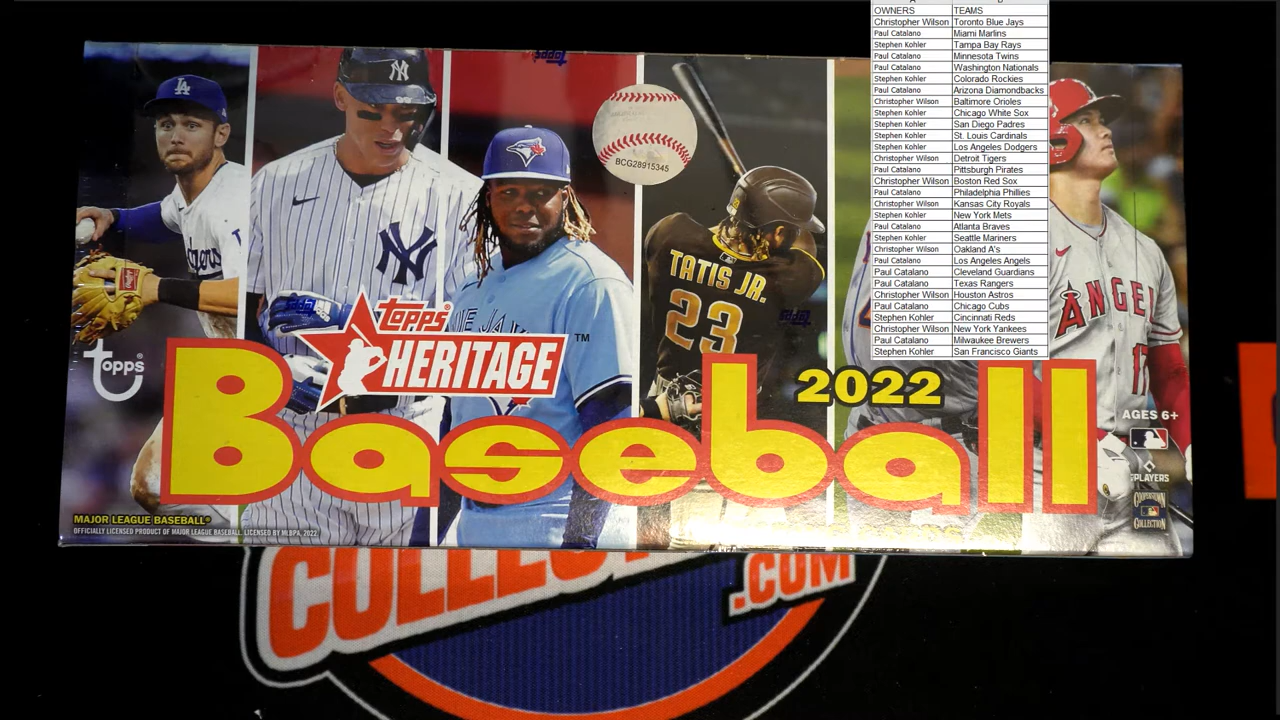 OWNERS TEAMS
Christopher Wilson Toronto Blue Jays
Paul Catalano Miami Marlins
Stephen Kohler Tampa Bay Rays
Paul Catalano Minnesota Twins
Paul Catalano Washington Nationals
Stephen Kohler Colorado Rockies
Paul Catalano Arizona Diamondbacks
Christopher Wilson Baltimore Orioles
Stephen Kohler Chicago White Sox
Stephen Kohler San Diego Padres
Stephen Kohler St. Louis Cardinals
Stephen Kohler Los Angeles Dodgers
Christopher Wilson Detroit Tigers
Paul Catalano Pittsburgh Pirates
Christopher Wilson Boston Red Sox
Paul Catalano Philadelphia Phillies
Christopher Wilson Kansas City Royals
Stephen Kohler New York Mets
Paul Catalano Atlanta Braves
Stephen Kohler Seattle Mariners
Christopher Wilson Oakland A's
Paul Catalano Los Angeles Angels
Paul Catalano Cleveland Guardians
Paul Catalano Texas Rangers
Christopher Wilson Houston Astros
Paul Catalano Chicago Cubs
Stephen Kohler Cincinnati Reds
Christopher Wilson New York Yankees
Paul Catalano Milwaukee Brewers
Stephen Kohler San Francisco Giants
LA
NY
99
NY
BCG28915345
TATIS JR.
23
ANGEL
17
topps
TOPPS
HERITAGE™
2022
Baseball
AGES 6+
PLAYERS
COOPERSTOWN
COLLECTION
MAJOR LEAGUE BASEBALL®
OFFICIALLY LICENSED PRODUCT OF MAJOR LEAGUE BASEBALL. LICENSED BY MLBPA, 2022.
.COM